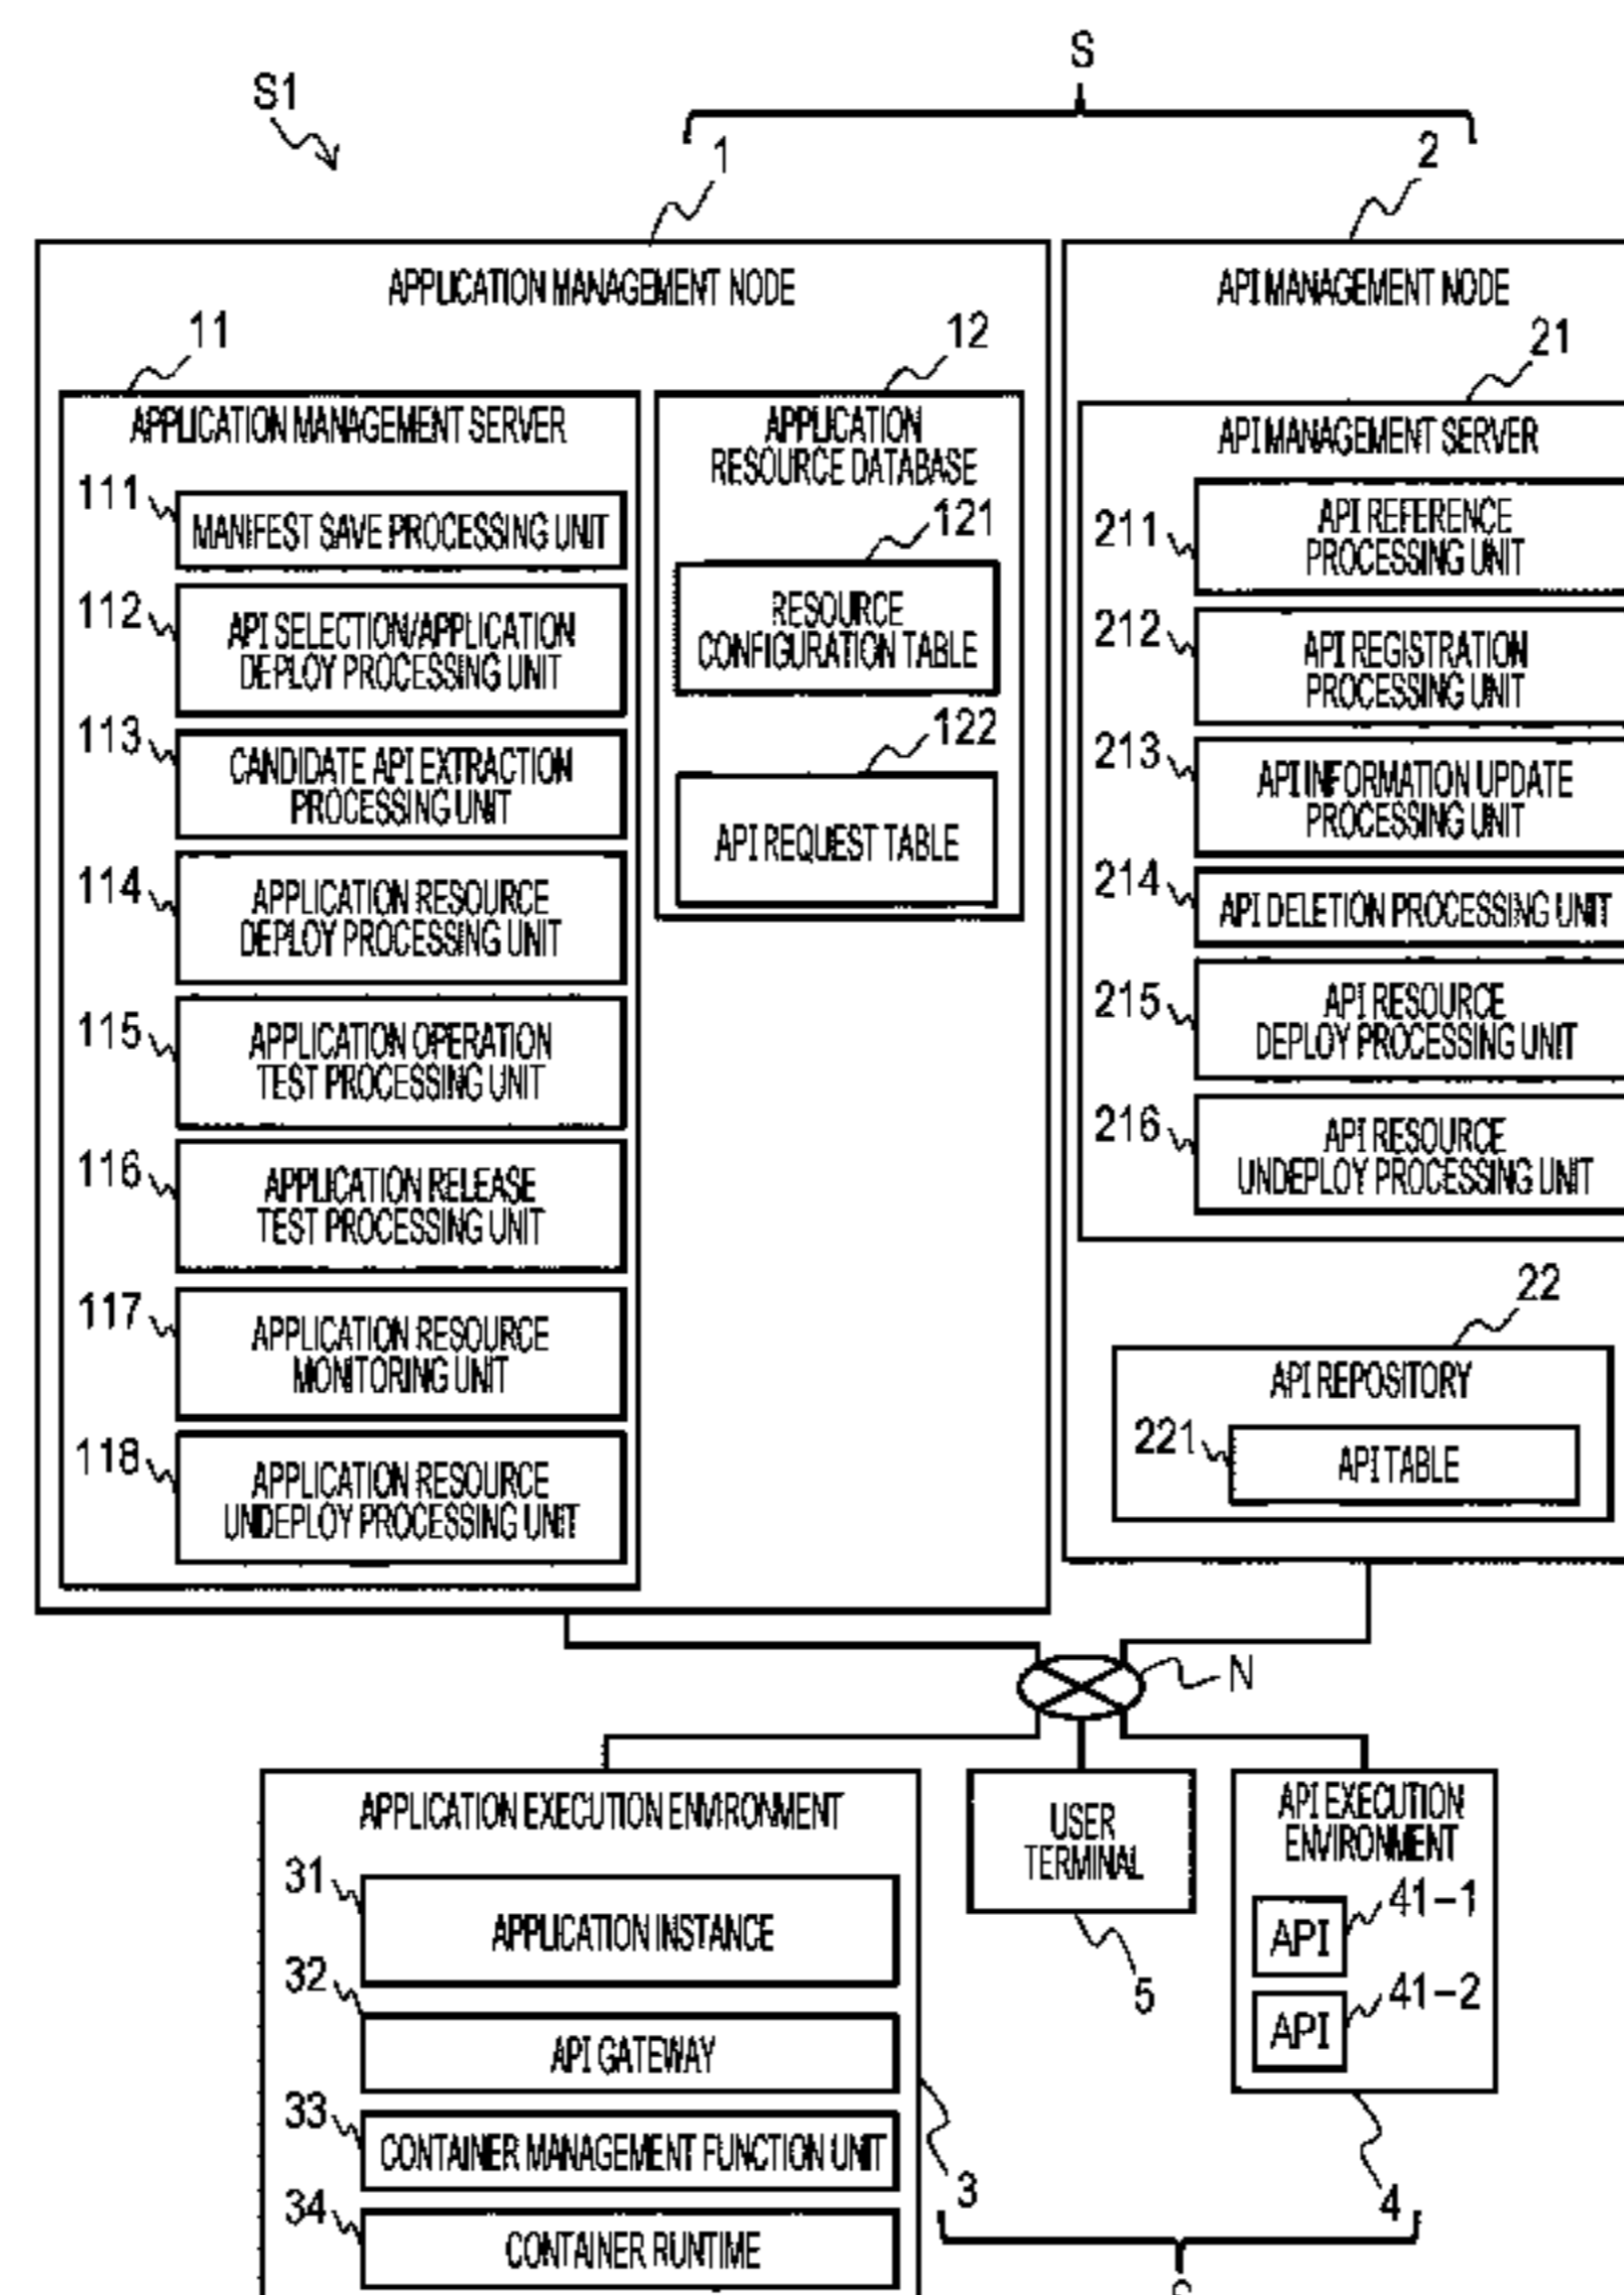 S
S1
1
2
APPLICATION MANAGEMENT NODE
11
12
APPLICATION MANAGEMENT SERVER
111
MANIFEST SAVE PROCESSING UNIT
112
API SELECTION/APPLICATION
DEPLOY PROCESSING UNIT
113
CANDIDATE API EXTRACTION
PROCESSING UNIT
114
APPLICATION RESOURCE
DEPLOY PROCESSING UNIT
115
APPLICATION OPERATION
TEST PROCESSING UNIT
116
APPLICATION RELEASE
TEST PROCESSING UNIT
117
APPLICATION RESOURCE
MONITORING UNIT
118
APPLICATION RESOURCE
UNDEPLOY PROCESSING UNIT
APPLICATION
RESOURCE DATABASE
121
RESOURCE
CONFIGURATION TABLE
122
API REQUEST TABLE
API MANAGEMENT NODE
21
API MANAGEMENT SERVER
211
API REFERENCE
PROCESSING UNIT
212
API REGISTRATION
PROCESSING UNIT
213
API INFORMATION UPDATE
PROCESSING UNIT
214
API DELETION PROCESSING UNIT
215
API RESOURCE
DEPLOY PROCESSING UNIT
216
API RESOURCE
UNDEPLOY PROCESSING UNIT
22
API REPOSITORY
221
API TABLE
N
APPLICATION EXECUTION ENVIRONMENT
31
APPLICATION INSTANCE
32
API GATEWAY
33
CONTAINER MANAGEMENT FUNCTION UNIT
34
CONTAINER RUNTIME
3
USER
TERMINAL
5
API EXECUTION
ENVIRONMENT
API
41-1
API
41-2
4